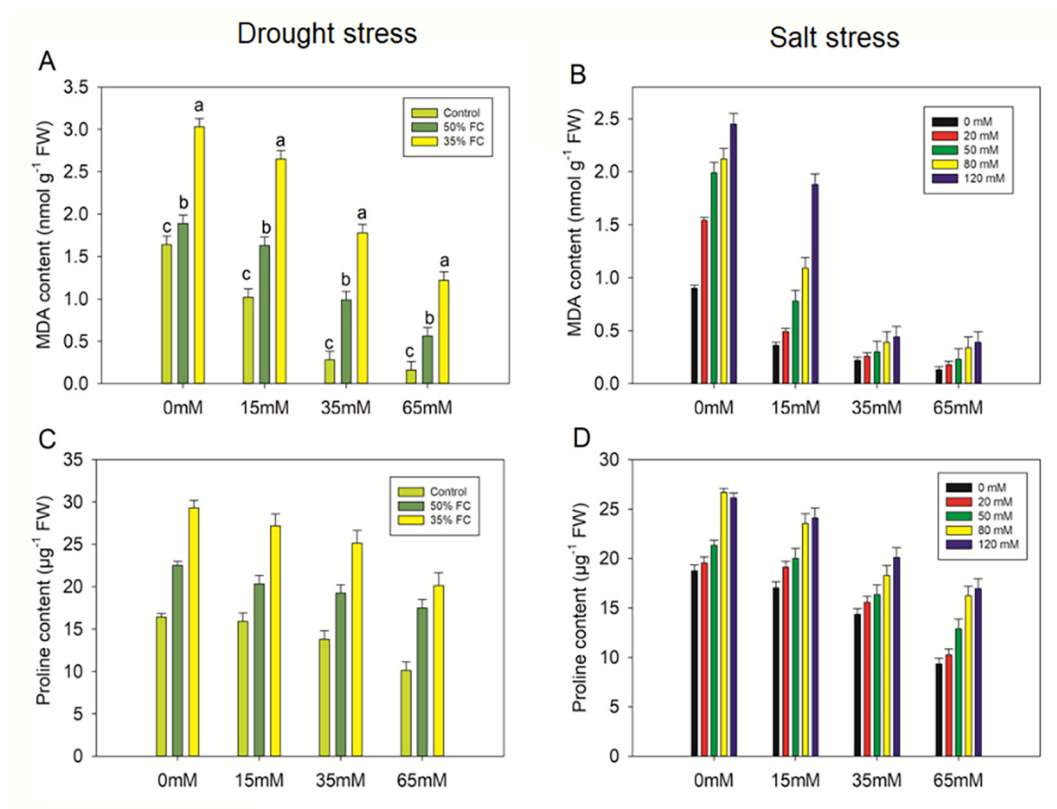 Drought stress
Salt stress
A
MDA content (nmol g⁻¹ FW)
3.5
3.0
2.5
2.0
1.5
1.0
0.5
0.0
Control
50% FC
35% FC
c
b
a
c
b
a
c
b
a
c
b
a
0mM
15mM
35mM
65mM
B
MDA content (nmol g⁻¹ FW)
2.5
2.0
1.5
1.0
0.5
0.0
0 mM
20 mM
50 mM
80 mM
120 mM
0mM
15mM
35mM
65mM
C
Proline content (µg⁻¹ FW)
35
30
25
20
15
10
5
0
Control
50% FC
35% FC
0mM
15mM
35mM
65mM
D
Proline content (µg⁻¹ FW)
30
25
20
15
10
5
0
0 mM
20 mM
50 mM
80 mM
120 mM
0mM
15mM
35mM
65mM